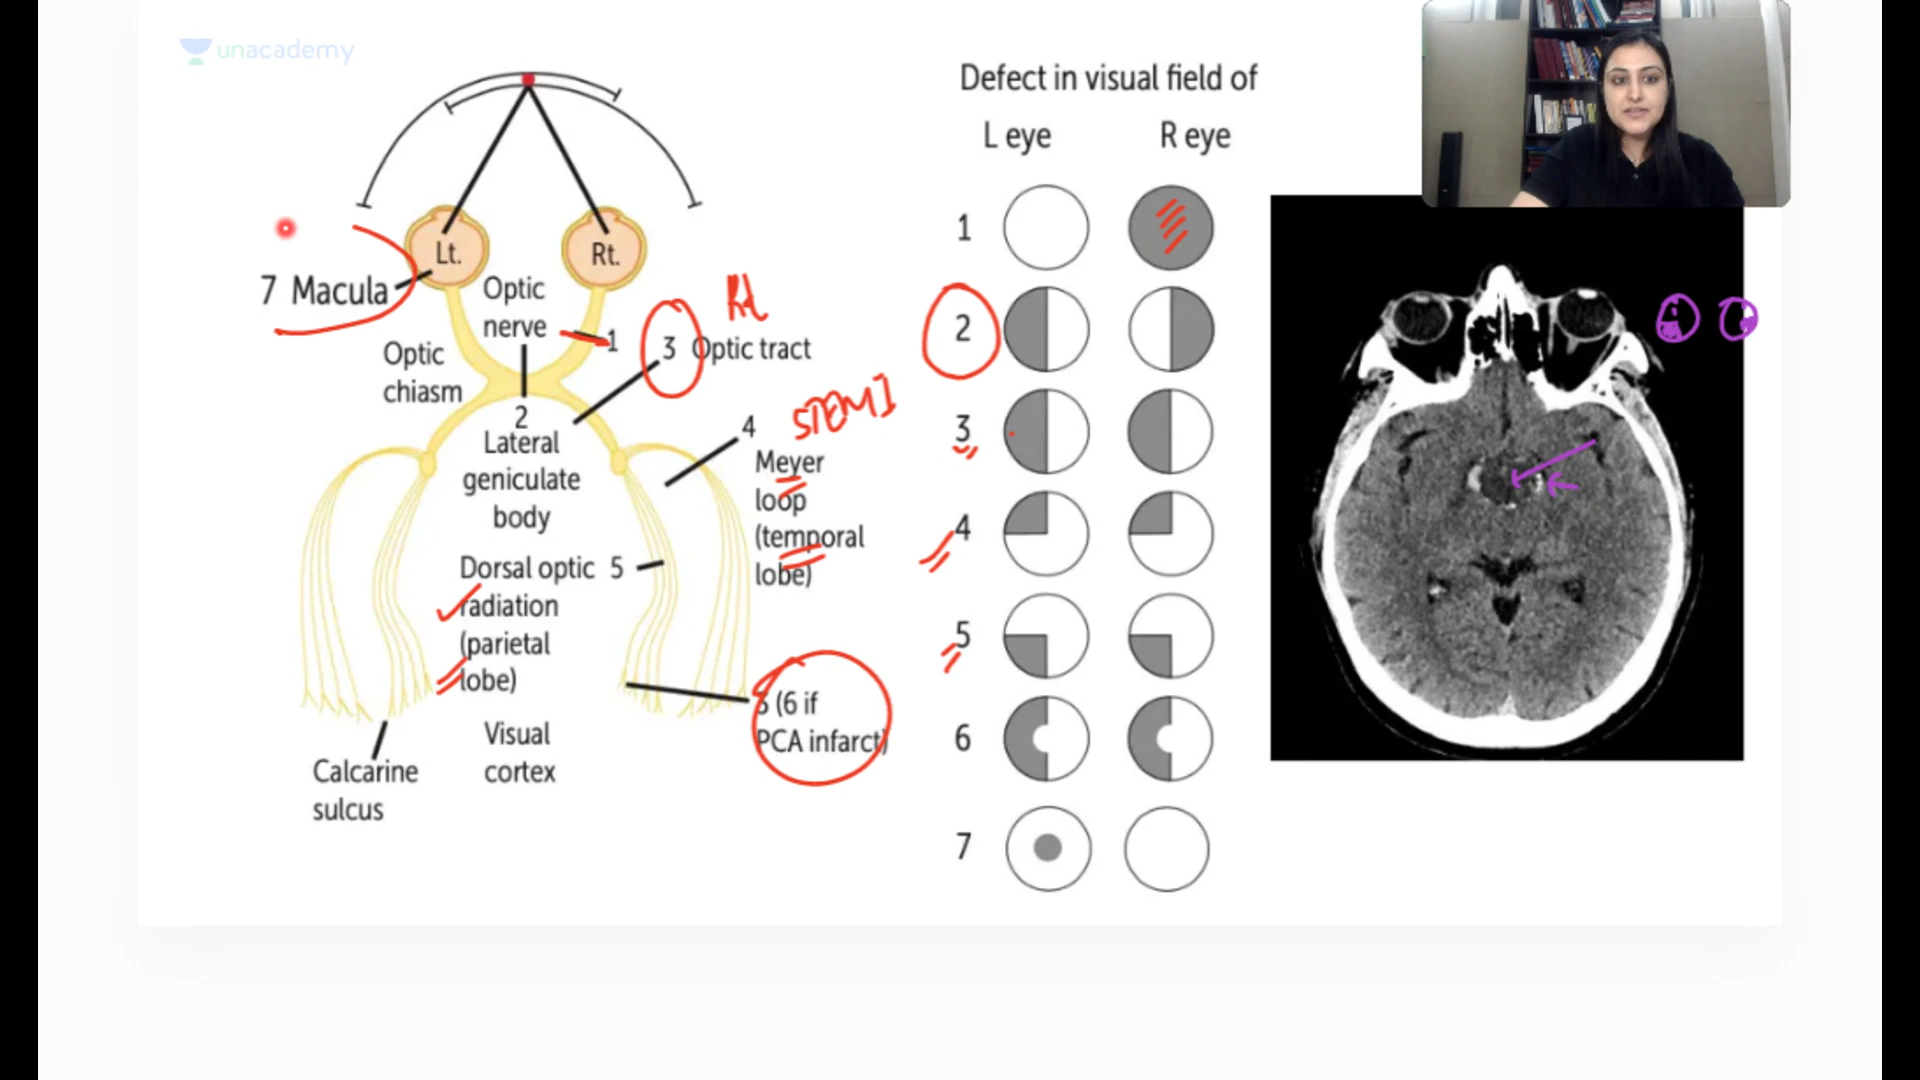 unacademy
Defect in visual field of
L eye R eye
Lt.
Rt.
7 Macula
Optic
nerve
1
Rt
3 Optic tract
Optic
chiasm
2
Lateral
geniculate
body
4
STEMI
Meyer
loop
(temporal
lobe)
Dorsal optic 5
radiation
(parietal
lobe)
(6 if
PCA infarct)
Visual
cortex
Calcarine
sulcus
1
2
3
4
5
6
7